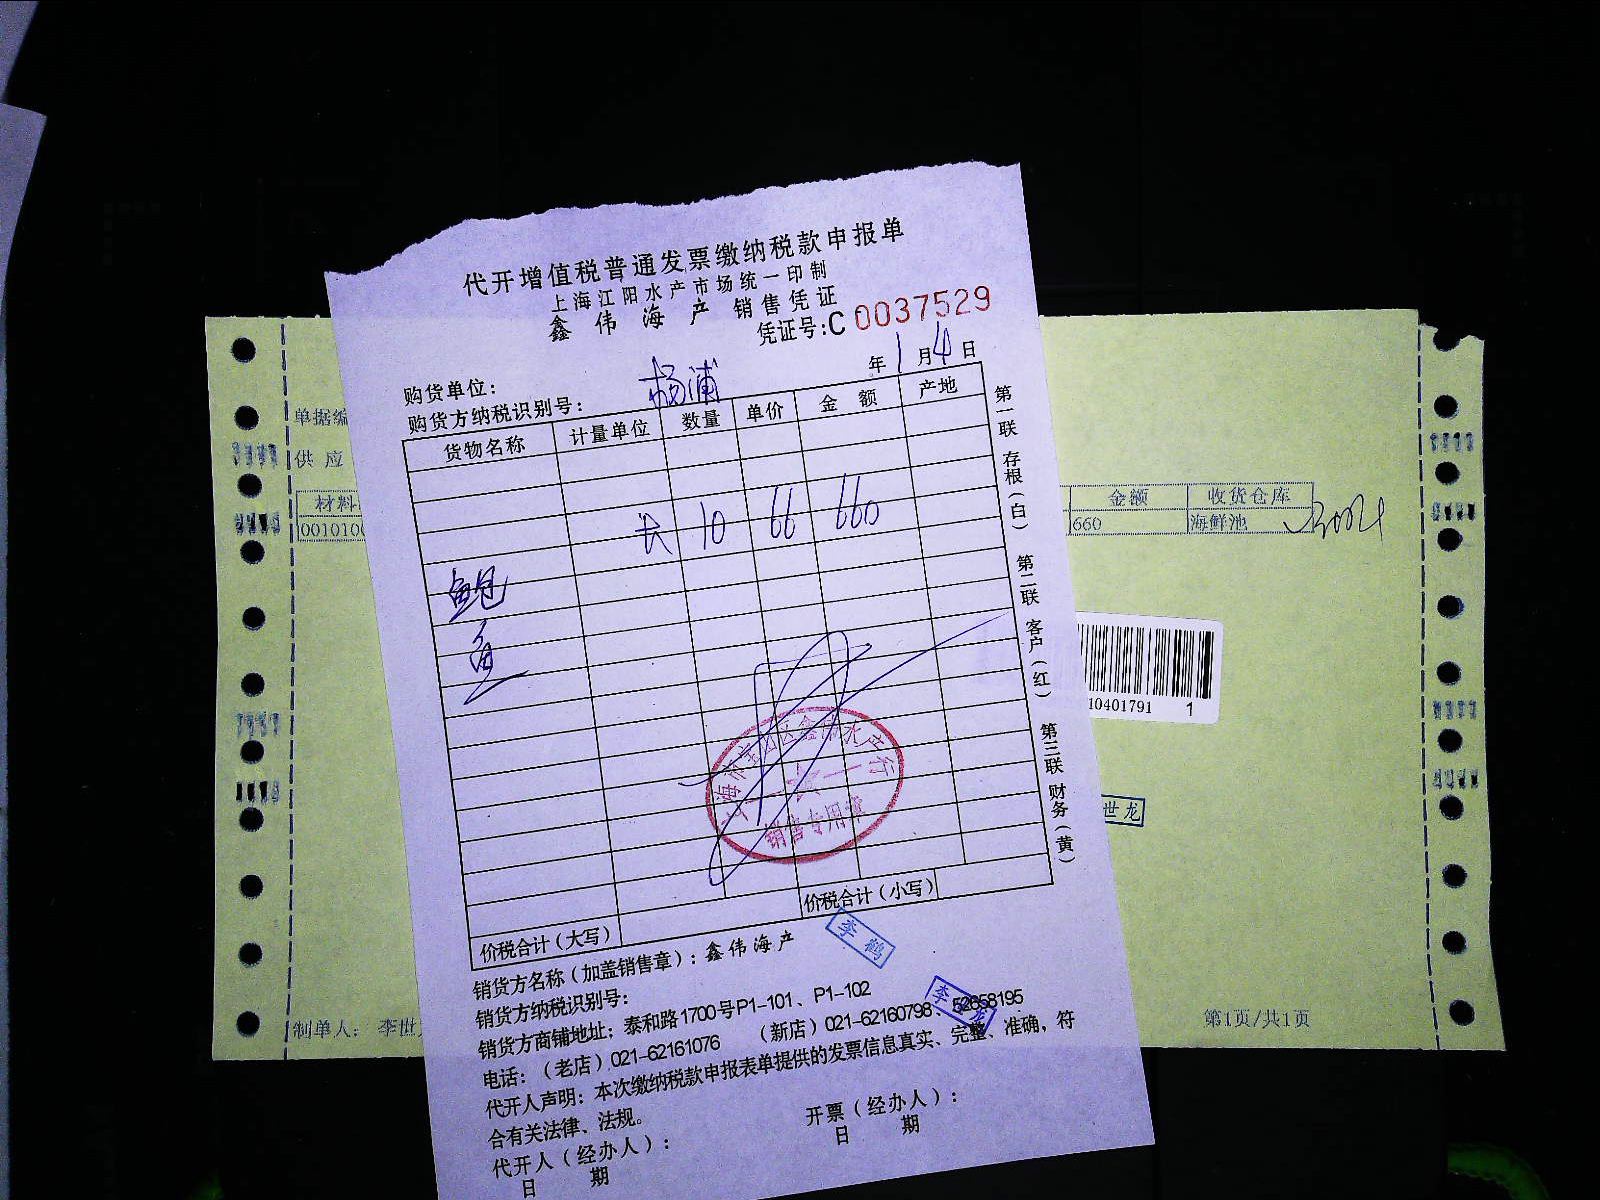 代开增值税普通发票缴纳税款申报单
上海江阳水产市场统一印制
鑫伟海产 销售凭证
凭证号:C 0037529
购货单位: 杨浦 年1月4日
购货方纳税识别号:
货物名称 计量单位 数量 单价 金额 产地
10 66 660
鲍
鱼
价税合计(小写)
价税合计(大写)
第一联 存根(白) 第二联 客户(红) 第三联 财务(黄)
销售专用章
李鹤
销货方名称(加盖销售章):鑫伟海产
销货方纳税识别号:
销货方商铺地址:泰和路1700号P1-101、P1-102
电话:(老店)021-62161076 (新店)021-62160798、52658195
代开人声明:本次缴纳税款申报表单提供的发票信息真实、完整、准确,符
合有关法律、法规。
代开人(经办人): 开票(经办人):
日期 日期
单据编
供应
材料
001010
金额 收货仓库
660 海鲜池
10401791 1
世龙
制单人: 李世
第1页/共1页